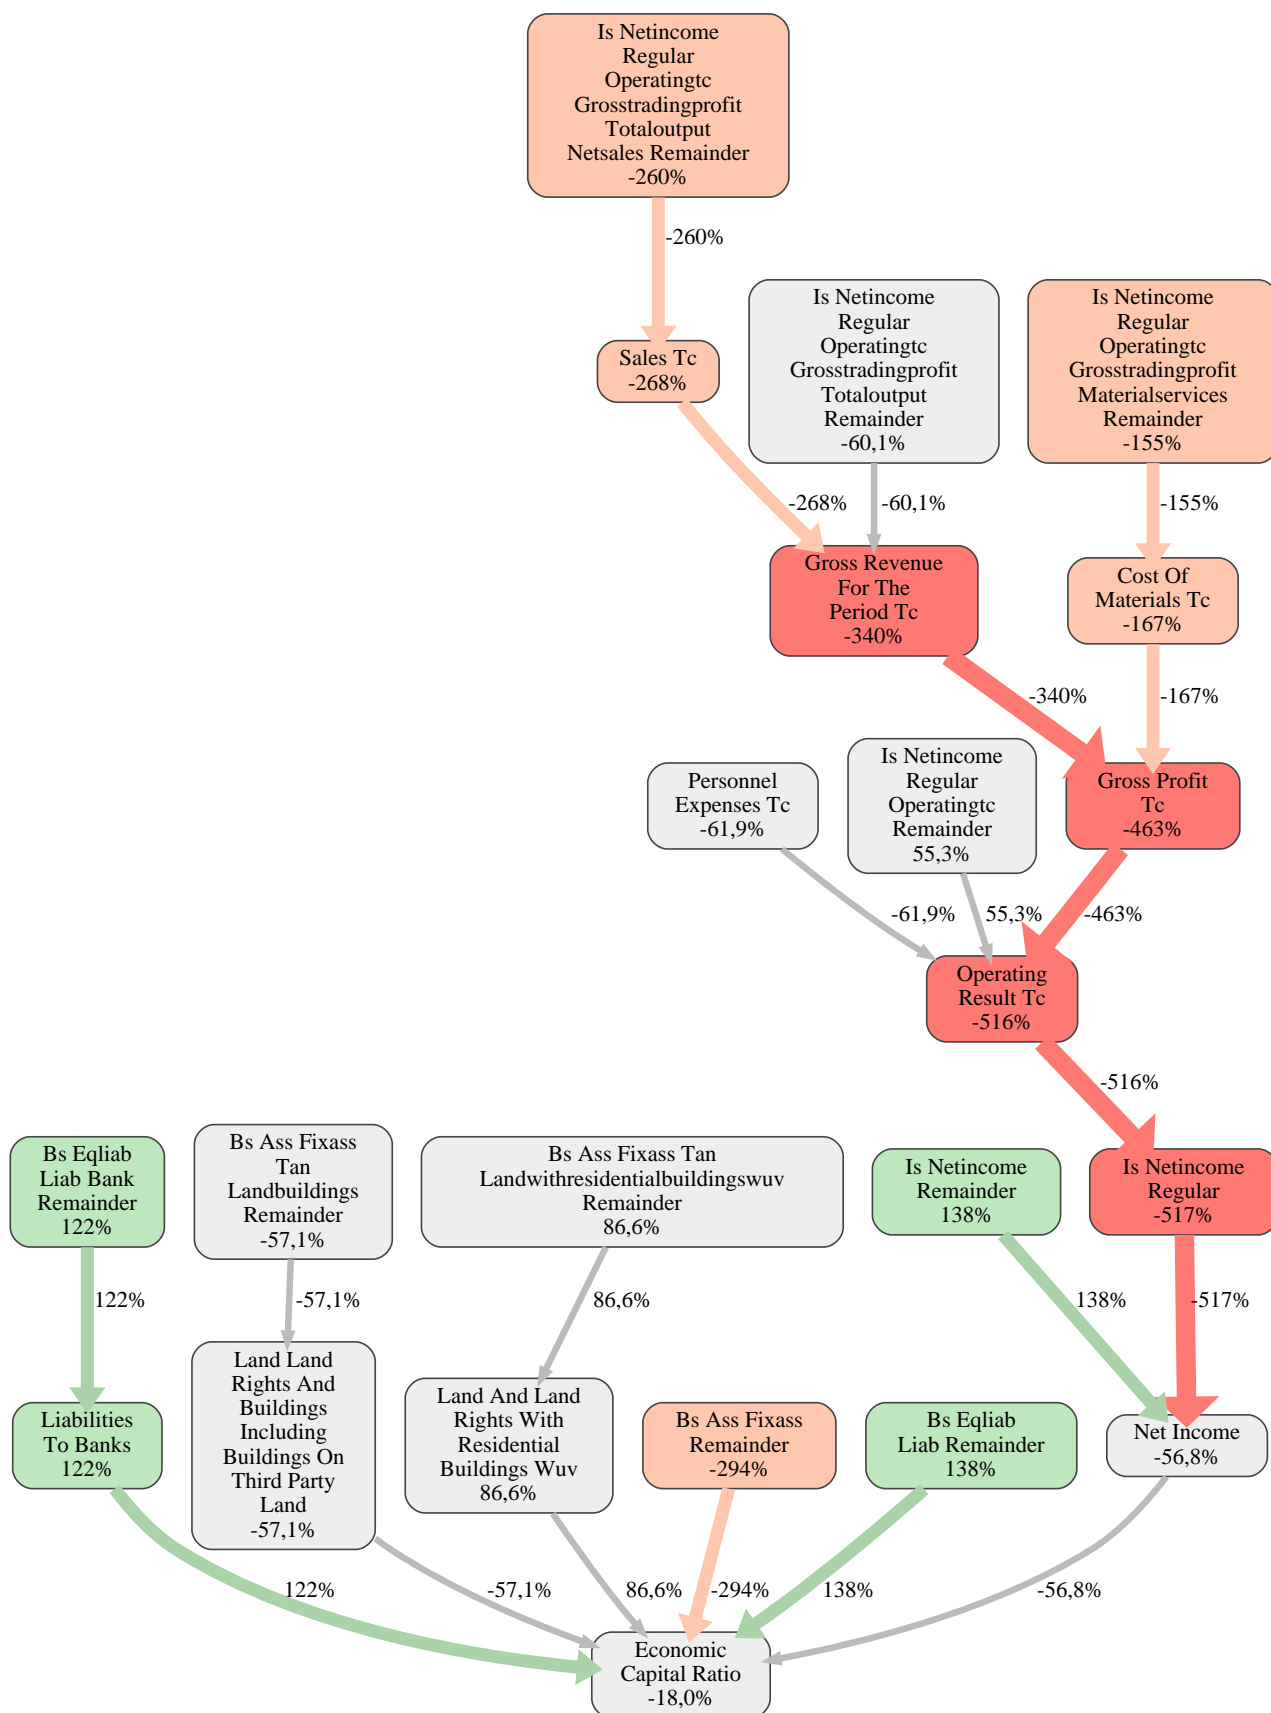 Is Netincome
Regular
Operatingtc
Grosstradingprofit
Totaloutput
Netsales Remainder
-260%
-260%
Sales Tc
-268%
Is Netincome
Regular
Operatingtc
Grosstradingprofit
Totaloutput
Remainder
-60,1%
Is Netincome
Regular
Operatingtc
Grosstradingprofit
Materialservices
Remainder
-155%
-268%
-60,1%
-155%
Gross Revenue
For The
Period Tc
-340%
Cost Of
Materials Tc
-167%
-340%
-167%
Personnel
Expenses Tc
-61,9%
Is Netincome
Regular
Operatingtc
Remainder
55,3%
Gross Profit
Tc
-463%
-61,9%
55,3%
-463%
Operating
Result Tc
-516%
-516%
Bs Eqliab
Liab Bank
Remainder
122%
Bs Ass Fixass
Tan
Landbuildings
Remainder
-57,1%
Bs Ass Fixass Tan
Landwithresidentialbuildingswuv
Remainder
86,6%
Is Netincome
Remainder
138%
Is Netincome
Regular
-517%
122%
-57,1%
86,6%
138%
-517%
Liabilities
To Banks
122%
Land Land
Rights And
Buildings
Including
Buildings On
Third Party
Land
-57,1%
Land And Land
Rights With
Residential
Buildings Wuv
86,6%
Bs Ass Fixass
Remainder
-294%
Bs Eqliab
Liab Remainder
138%
Net Income
-56,8%
122%
-57,1%
86,6%
-294%
138%
-56,8%
Economic
Capital Ratio
-18,0%